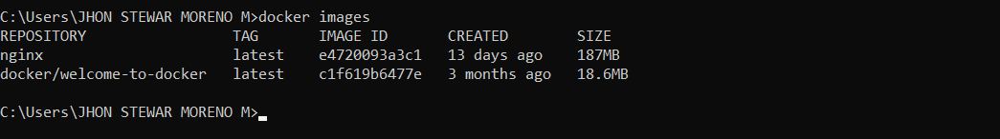 C:\Users\JHON STEWAR MORENO M>docker images
REPOSITORY TAG IMAGE ID CREATED SIZE
nginx latest e4720093a3c1 13 days ago 187MB
docker/welcome-to-docker latest c1f619b6477e 3 months ago 18.6MB
C:\Users\JHON STEWAR MORENO M>